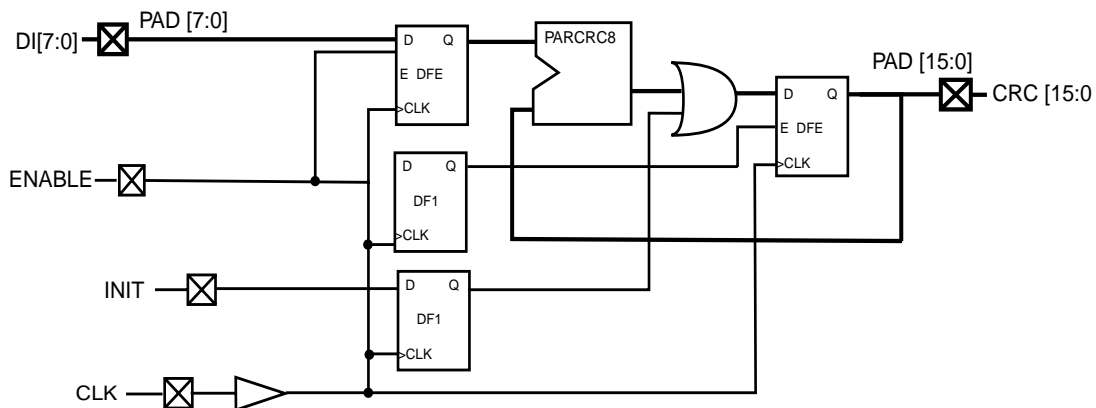 PAD [7:0]
DI[7:0]
D Q
E DFE
>CLK
PARCRC8
PAD [15:0]
D Q
CRC [15:0
E DFE
>CLK
ENABLE
D Q
DF1
>CLK
INIT
D Q
DF1
>CLK
CLK